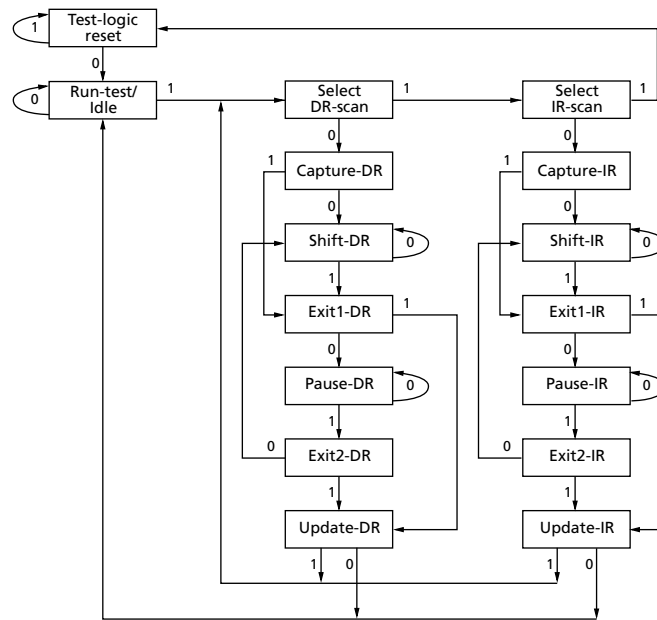 Test-logic
reset
1
0
Run-test/
Idle
0
1
Select
DR-scan
1
Select
IR-scan
1
0
0
1
Capture-DR
1
Capture-IR
0
0
Shift-DR
0
Shift-IR
0
1
1
Exit1-DR
1
Exit1-IR
1
0
0
Pause-DR
0
Pause-IR
0
1
1
0
Exit2-DR
0
Exit2-IR
1
1
Update-DR
Update-IR
1
0
1
0